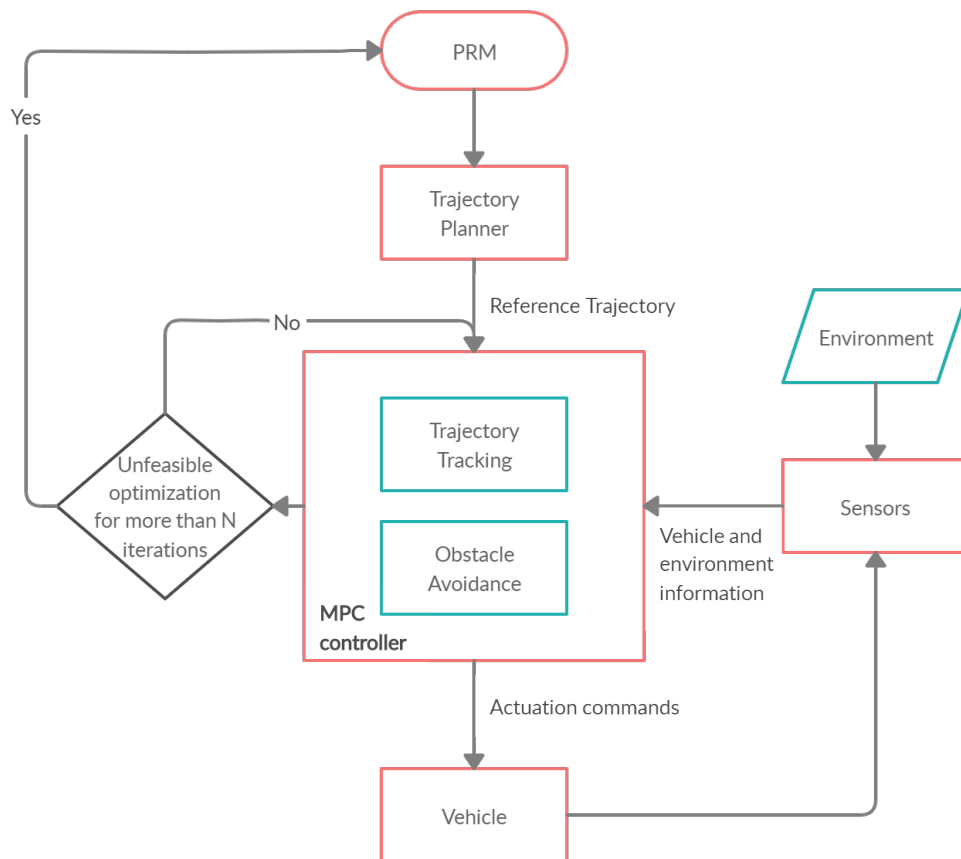 PRM
Yes
Trajectory
Planner
Reference Trajectory
No
Environment
Trajectory
Tracking
Unfeasible
optimization
for more than N
iterations
Sensors
Obstacle
Avoidance
Vehicle and
environment
information
MPC
controller
Actuation commands
Vehicle